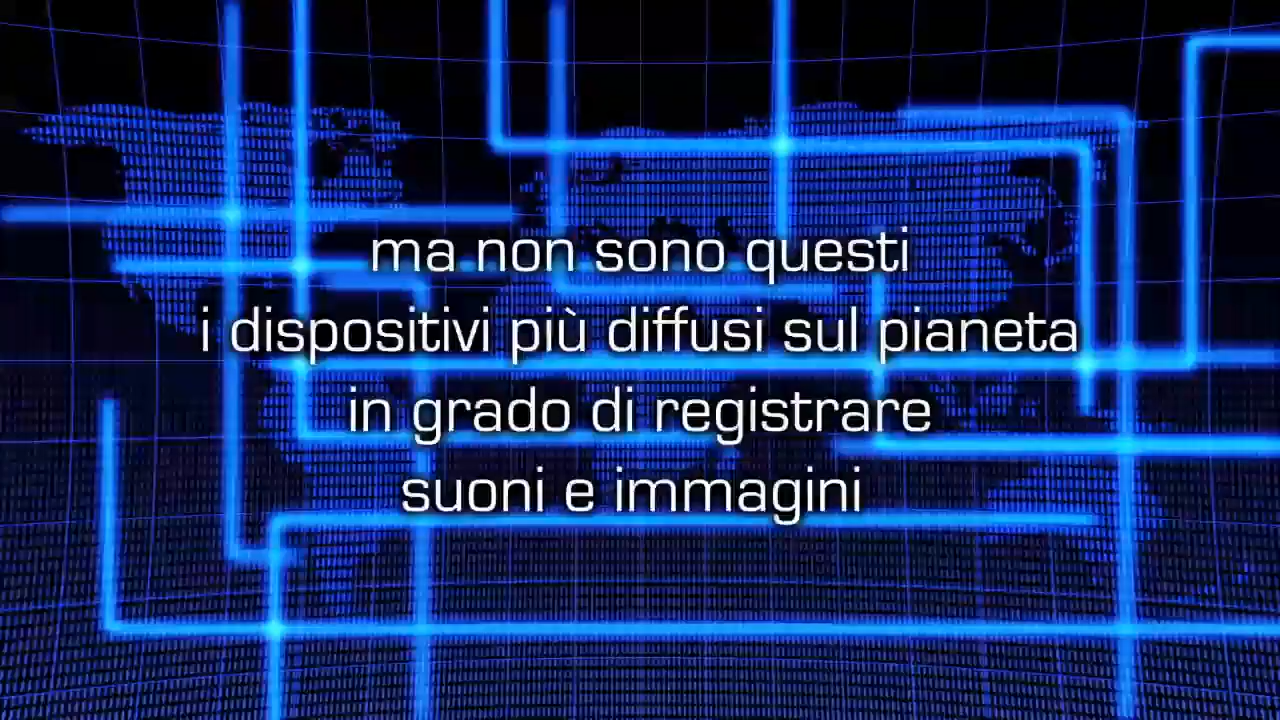 ma non sono questi
i dispositivi più diffusi sul pianeta
in grado di registrare
suoni e immagini